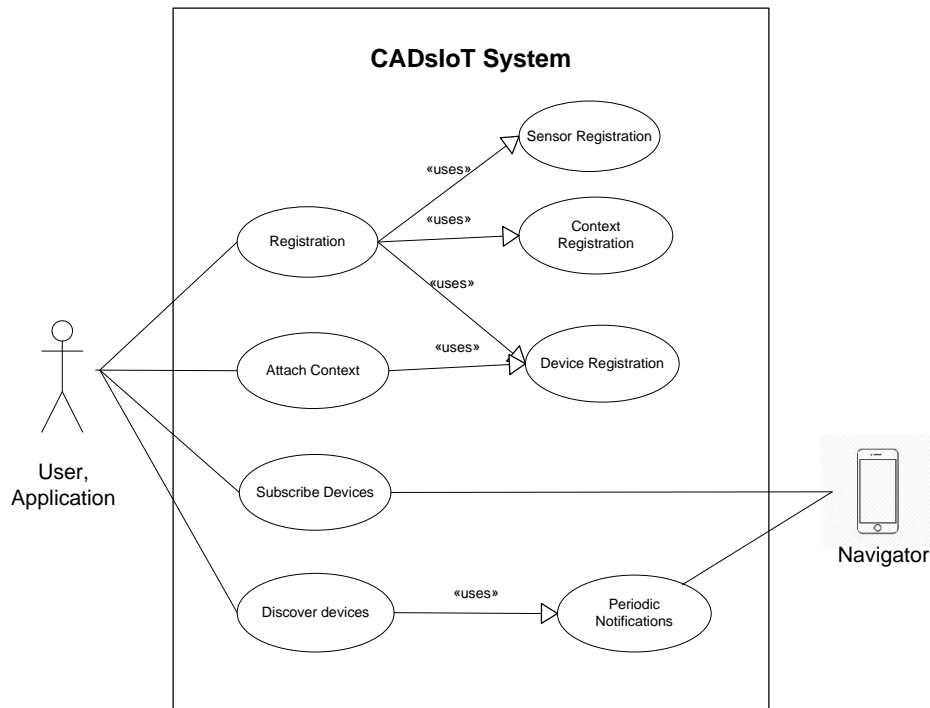 CADsIoT System
Sensor Registration
«uses»
«uses»
Context
Registration
Registration
«uses»
«uses»
Device Registration
Attach Context
User,
Application
Subscribe Devices
Navigator
«uses»
Discover devices
Periodic
Notifications